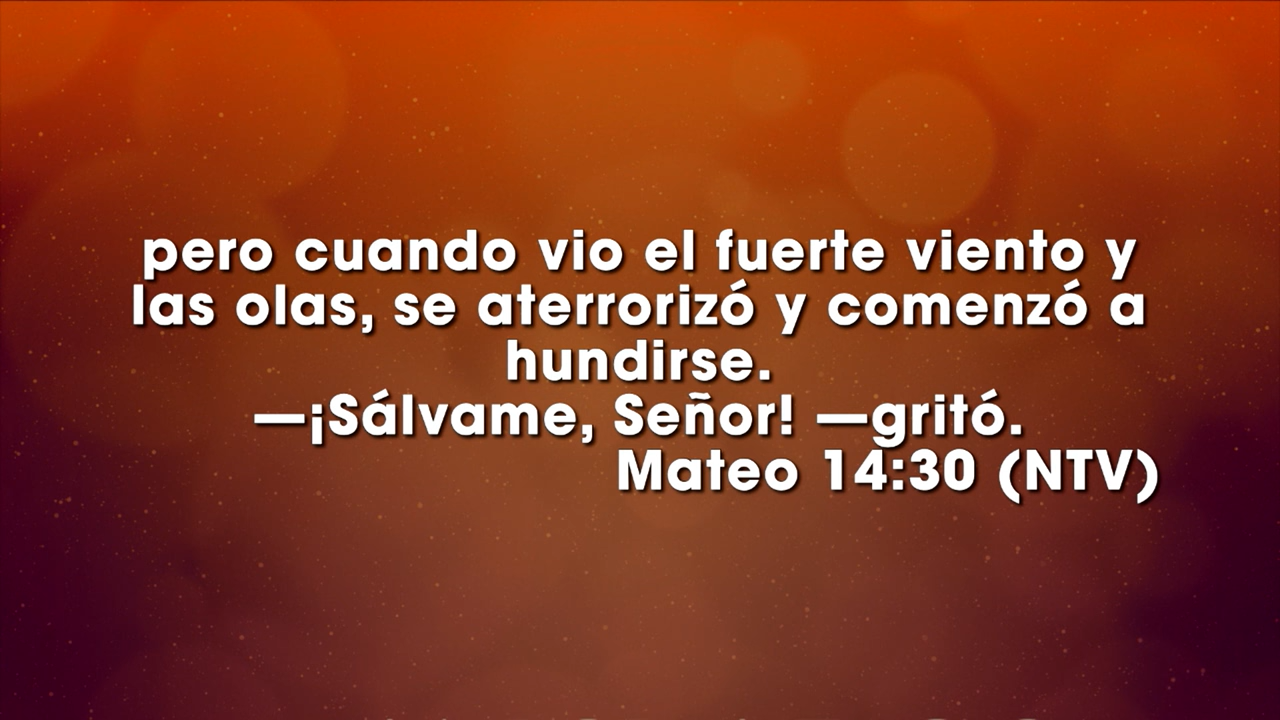 pero cuando vio el fuerte viento y
las olas, se aterrorizó y comenzó a
hundirse.
—¡Sálvame, Señor! —gritó.
Mateo 14:30 (NTV)